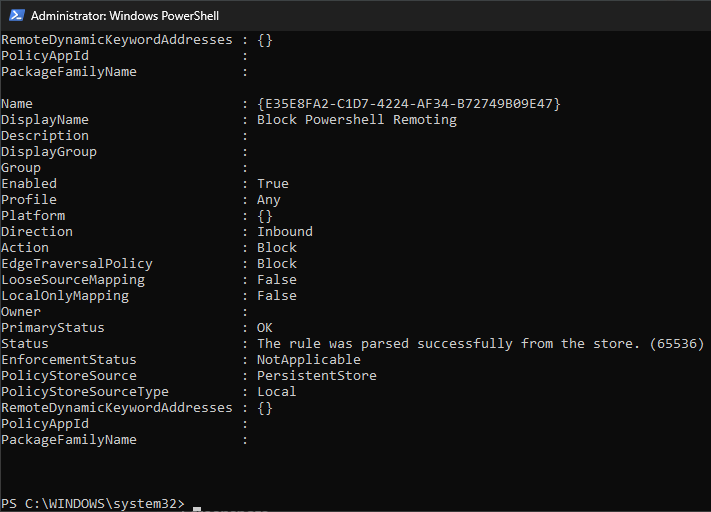 Administrator: Windows PowerShell
RemoteDynamicKeywordAddresses : {}
PolicyAppId :
PackageFamilyName :
Name : {E35E8FA2-C1D7-4224-AF34-B72749B09E47}
DisplayName : Block Powershell Remoting
Description :
DisplayGroup :
Group :
Enabled : True
Profile : Any
Platform : {}
Direction : Inbound
Action : Block
EdgeTraversalPolicy : Block
LooseSourceMapping : False
LocalOnlyMapping : False
Owner :
PrimaryStatus : OK
Status : The rule was parsed successfully from the store. (65536)
EnforcementStatus : NotApplicable
PolicyStoreSource : PersistentStore
PolicyStoreSourceType : Local
RemoteDynamicKeywordAddresses : {}
PolicyAppId :
PackageFamilyName :
PS C:\WINDOWS\system32>